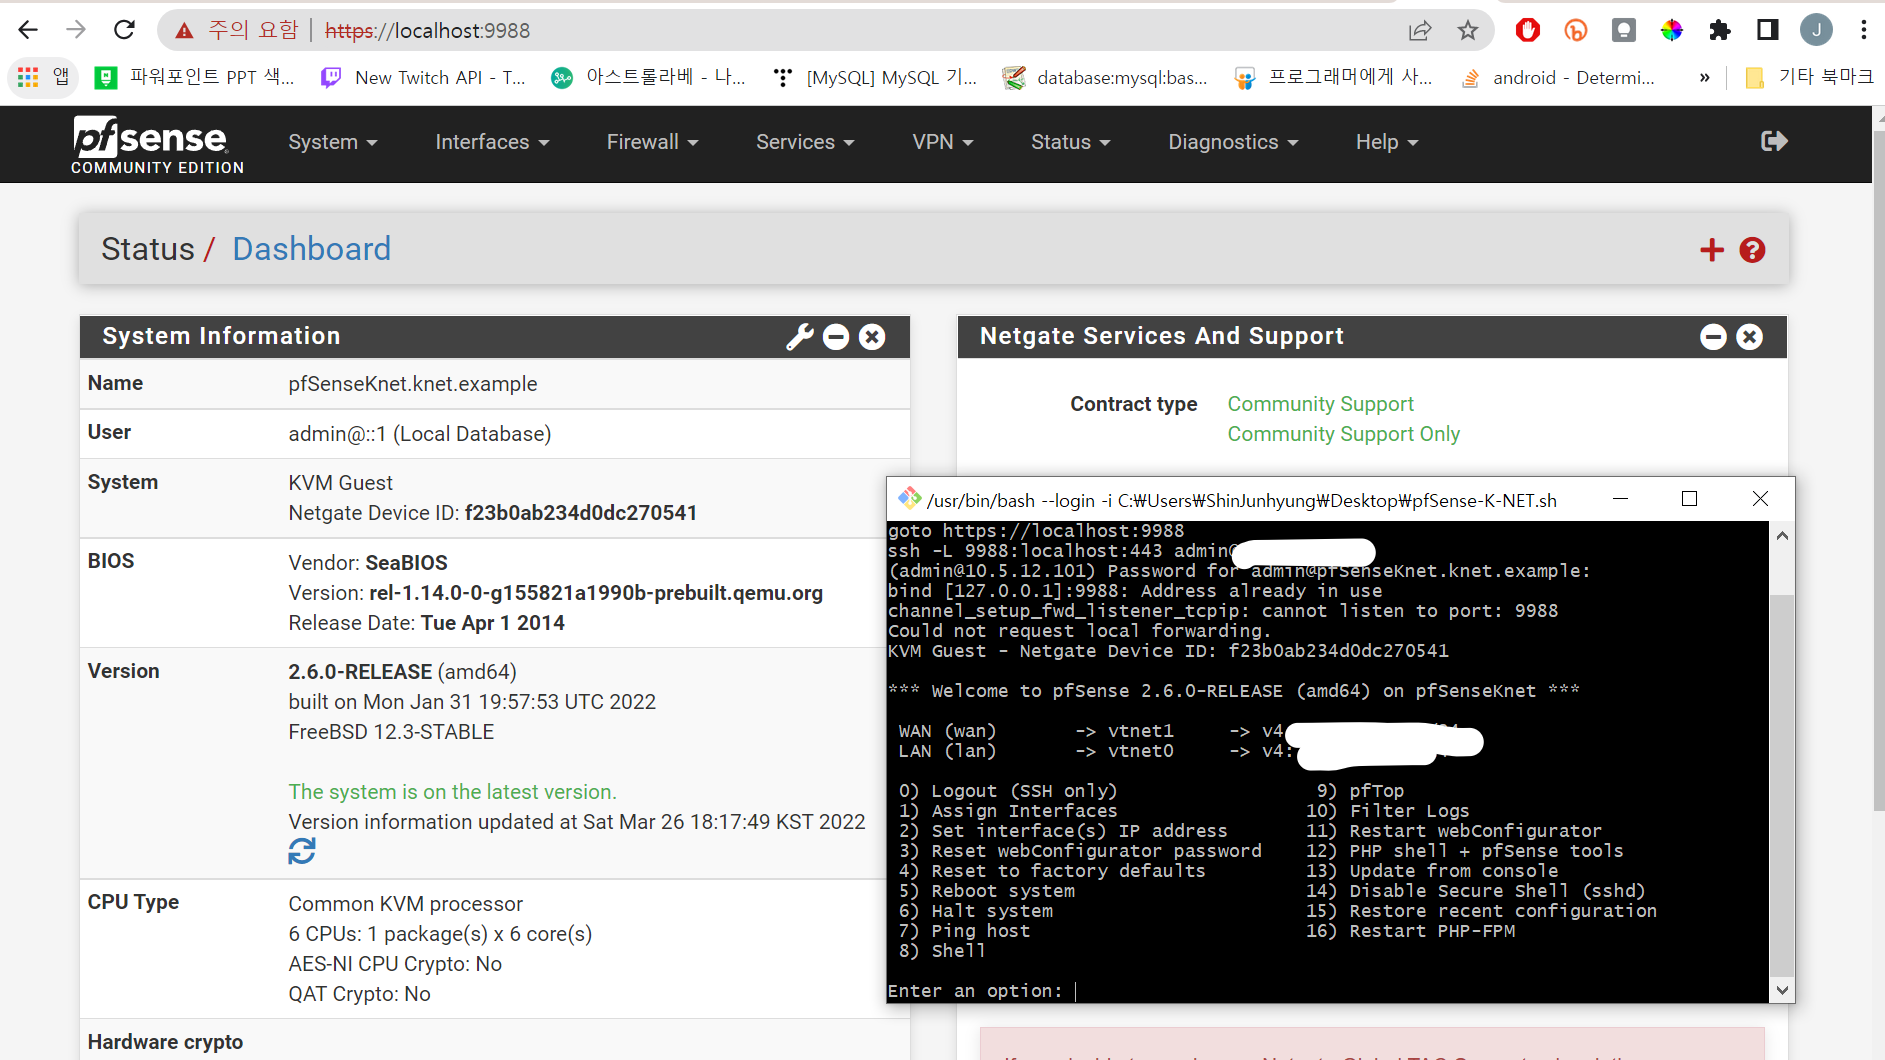 주의 요함 | https://localhost:9988
J
앱 파워포인트 PPT 색... New Twitch API - T... 아스트롤라베 - 나... [MySQL] MySQL 기... database:mysql:bas... 프로그래머에게 사... android - Determi... » 기타 북마크
pfsense
COMMUNITY EDITION
System Interfaces Firewall Services VPN Status Diagnostics Help
Status / Dashboard
System Information
Name pfSenseKnet.knet.example
User admin@::1 (Local Database)
System KVM Guest
Netgate Device ID: f23b0ab234d0dc270541
BIOS Vendor: SeaBIOS
Version: rel-1.14.0-0-g155821a1990b-prebuilt.qemu.org
Release Date: Tue Apr 1 2014
Version 2.6.0-RELEASE (amd64)
built on Mon Jan 31 19:57:53 UTC 2022
FreeBSD 12.3-STABLE
The system is on the latest version.
Version information updated at Sat Mar 26 18:17:49 KST 2022
CPU Type Common KVM processor
6 CPUs: 1 package(s) x 6 core(s)
AES-NI CPU Crypto: No
QAT Crypto: No
Hardware crypto
Netgate Services And Support
Contract type Community Support
Community Support Only
/usr/bin/bash --login -i C:₩Users₩ShinJunhyung₩Desktop₩pfSense-K-NET.sh
goto https://localhost:9988
ssh -L 9988:localhost:443 admin@
(admin@10.5.12.101) Password for admin@pfSenseKnet.knet.example:
bind [127.0.0.1]:9988: Address already in use
channel_setup_fwd_listener_tcpip: cannot listen to port: 9988
Could not request local forwarding.
KVM Guest - Netgate Device ID: f23b0ab234d0dc270541
*** Welcome to pfSense 2.6.0-RELEASE (amd64) on pfSenseKnet ***
WAN (wan) -> vtnet1 -> v4
LAN (lan) -> vtnet0 -> v4:
0) Logout (SSH only) 9) pfTop
1) Assign Interfaces 10) Filter Logs
2) Set interface(s) IP address 11) Restart webConfigurator
3) Reset webConfigurator password 12) PHP shell + pfSense tools
4) Reset to factory defaults 13) Update from console
5) Reboot system 14) Disable Secure Shell (sshd)
6) Halt system 15) Restore recent configuration
7) Ping host 16) Restart PHP-FPM
8) Shell
Enter an option: